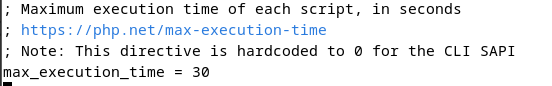 ; Maximum execution time of each script, in seconds
; https://php.net/max-execution-time
; Note: This directive is hardcoded to 0 for the CLI SAPI
max_execution_time = 30